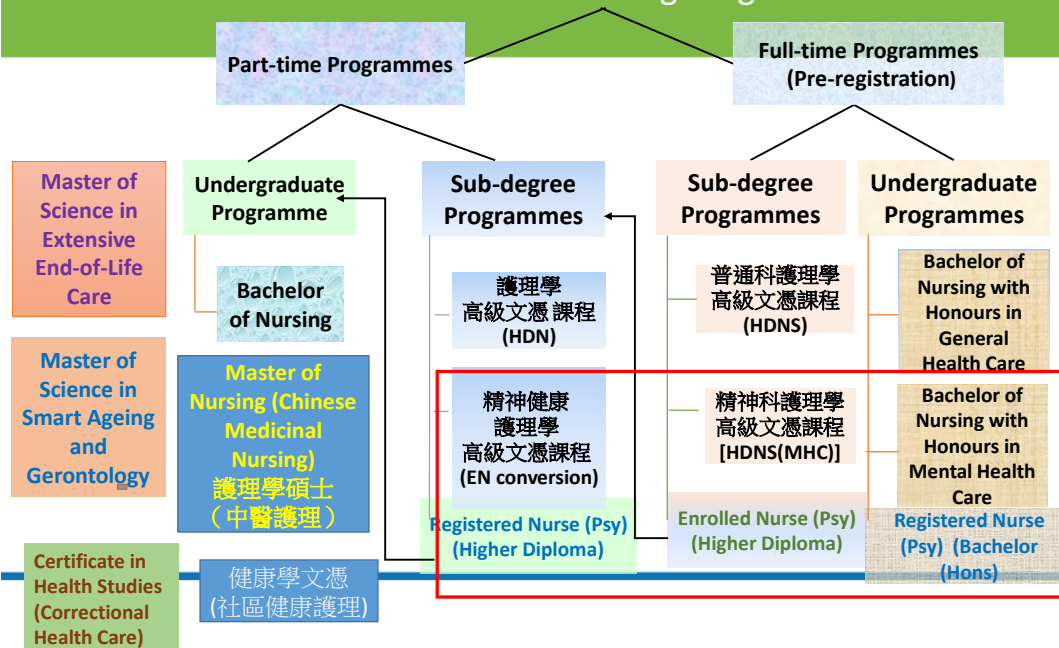 Part-time Programmes
Full-time Programmes
(Pre-registration)
Master of
Science in
Extensive
End-of-Life
Care
Undergraduate
Programme
Sub-degree
Programmes
Sub-degree
Programmes
Undergraduate
Programmes
Bachelor
of Nursing
護理學
高級文憑 課程
(HDN)
普通科護理學
高級文憑課程
(HDNS)
Bachelor of
Nursing with
Honours in
General
Health Care
Master of
Science in
Smart Ageing
and
Gerontology
Master of
Nursing (Chinese
Medicinal
Nursing)
護理學碩士
（中醫護理）
精神健康
護理學
高級文憑課程
(EN conversion)
精神科護理學
高級文憑課程
[HDNS(MHC)]
Bachelor of
Nursing with
Honours in
Mental Health
Care
Registered Nurse (Psy)
(Higher Diploma)
Enrolled Nurse (Psy)
(Higher Diploma)
Registered Nurse
(Psy) (Bachelor
(Hons)
Certificate in
Health Studies
(Correctional
Health Care)
健康學文憑
(社區健康護理)